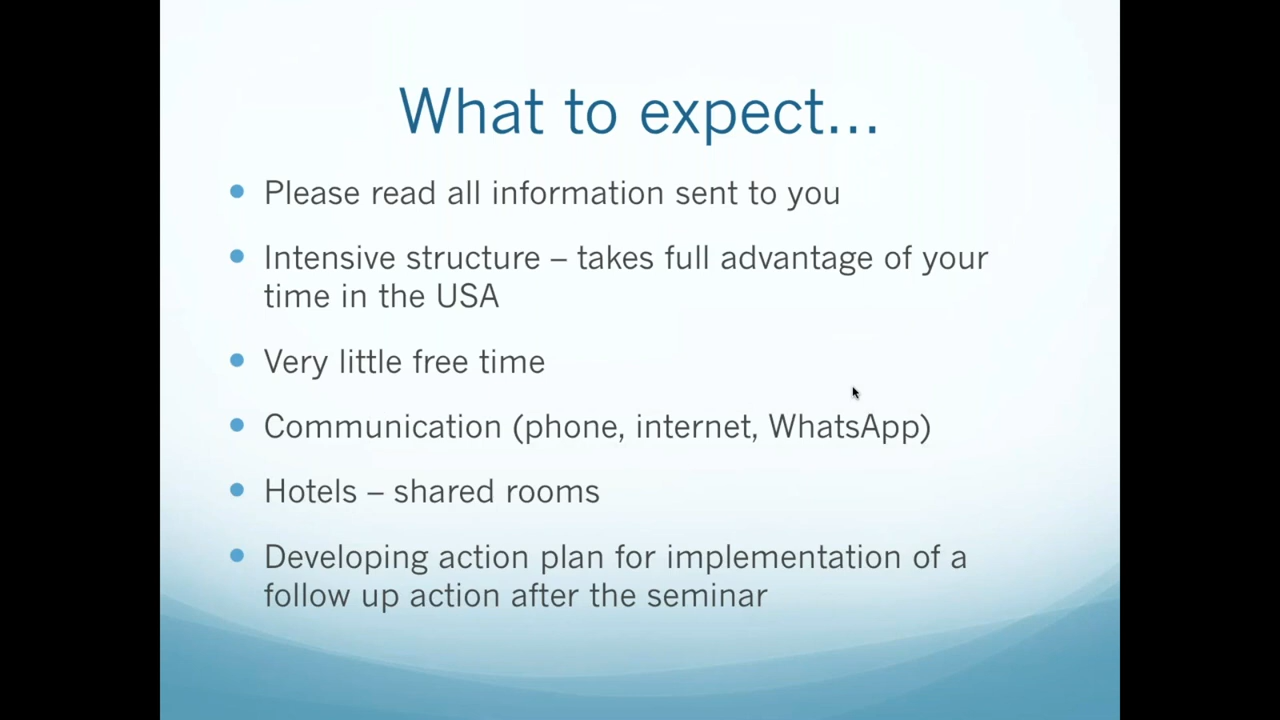 What to expect...
• Please read all information sent to you
• Intensive structure – takes full advantage of your
time in the USA
• Very little free time
• Communication (phone, internet, WhatsApp)
• Hotels – shared rooms
• Developing action plan for implementation of a
follow up action after the seminar